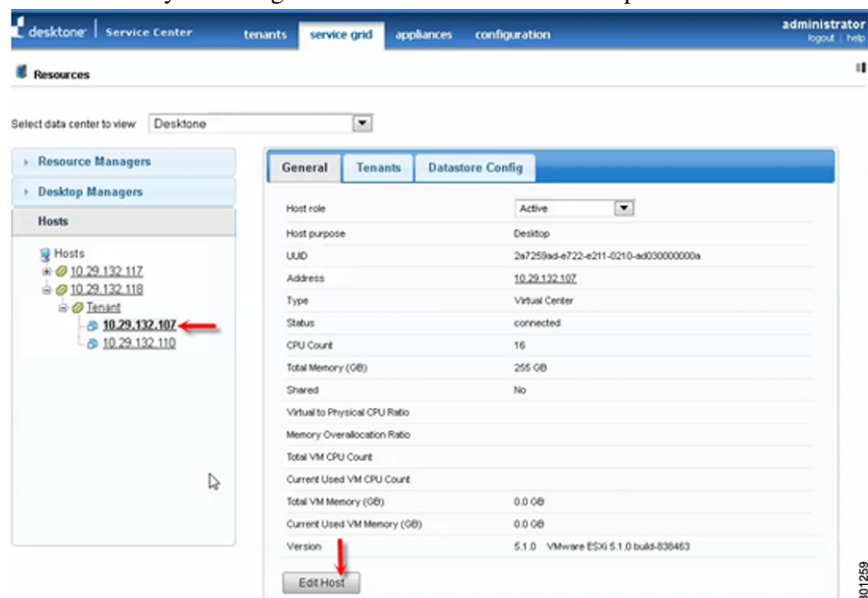 desktone Service Center tenants service grid appliances configuration administrator
logout | help
Resources
Select data center to view Desktone
Resource Managers
Desktop Managers
Hosts
Hosts
10.29.132.117
10.29.132.118
Tenant
10.29.132.107
10.29.132.110
General Tenants Datastore Config
Host role Active
Host purpose Desktop
UUID 2a7259ad-e722-e211-0210-ad030000000a
Address 10.29.132.107
Type Virtual Center
Status connected
CPU Count 16
Total Memory (GB) 255 GB
Shared No
Virtual to Physical CPU Ratio
Memory Overallocation Ratio
Total VM CPU Count
Current Used VM CPU Count
Total VM Memory (GB) 0.0 GB
Current Used VM Memory (GB) 0.0 GB
Version 5.1.0 VMware ESXi 5.1.0 build-838463
Edit Host